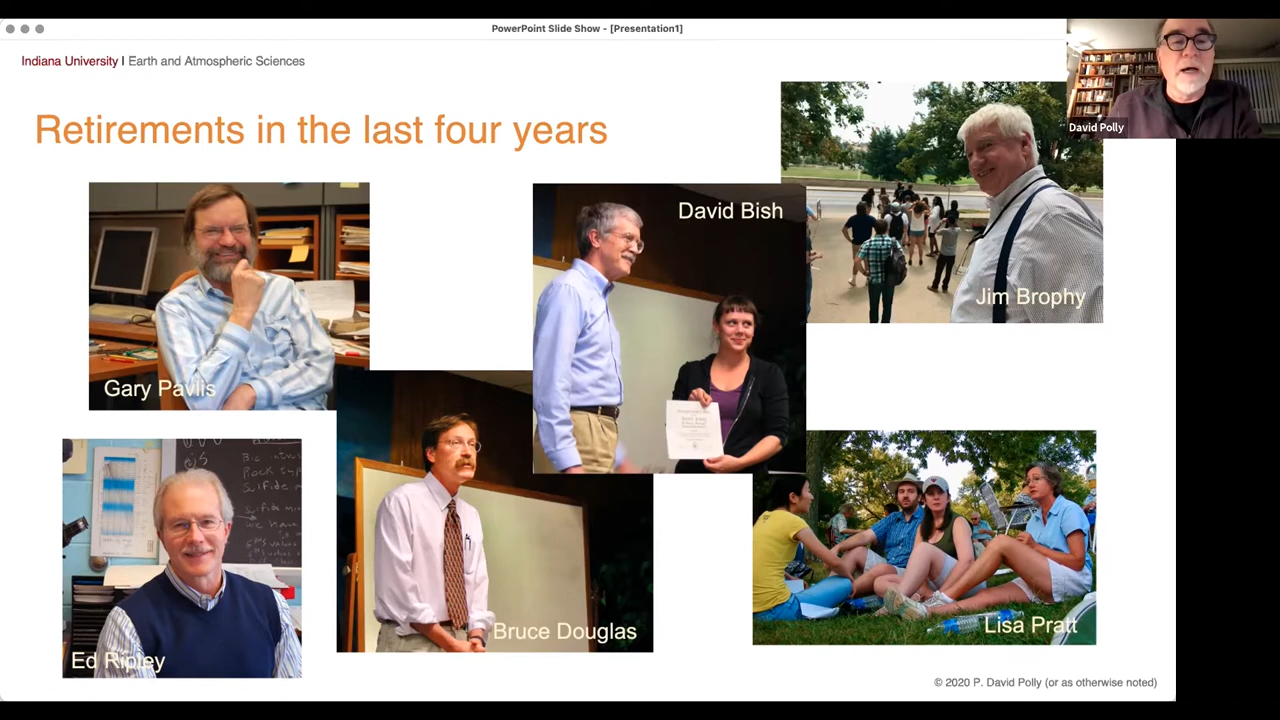 PowerPoint Slide Show - [Presentation1]
Indiana University | Earth and Atmospheric Sciences
David Polly
Retirements in the last four years
David Bish
Jim Brophy
Gary Pavlis
Bruce Douglas
Lisa Pratt
Ed Ripley
© 2020 P. David Polly (or as otherwise noted)